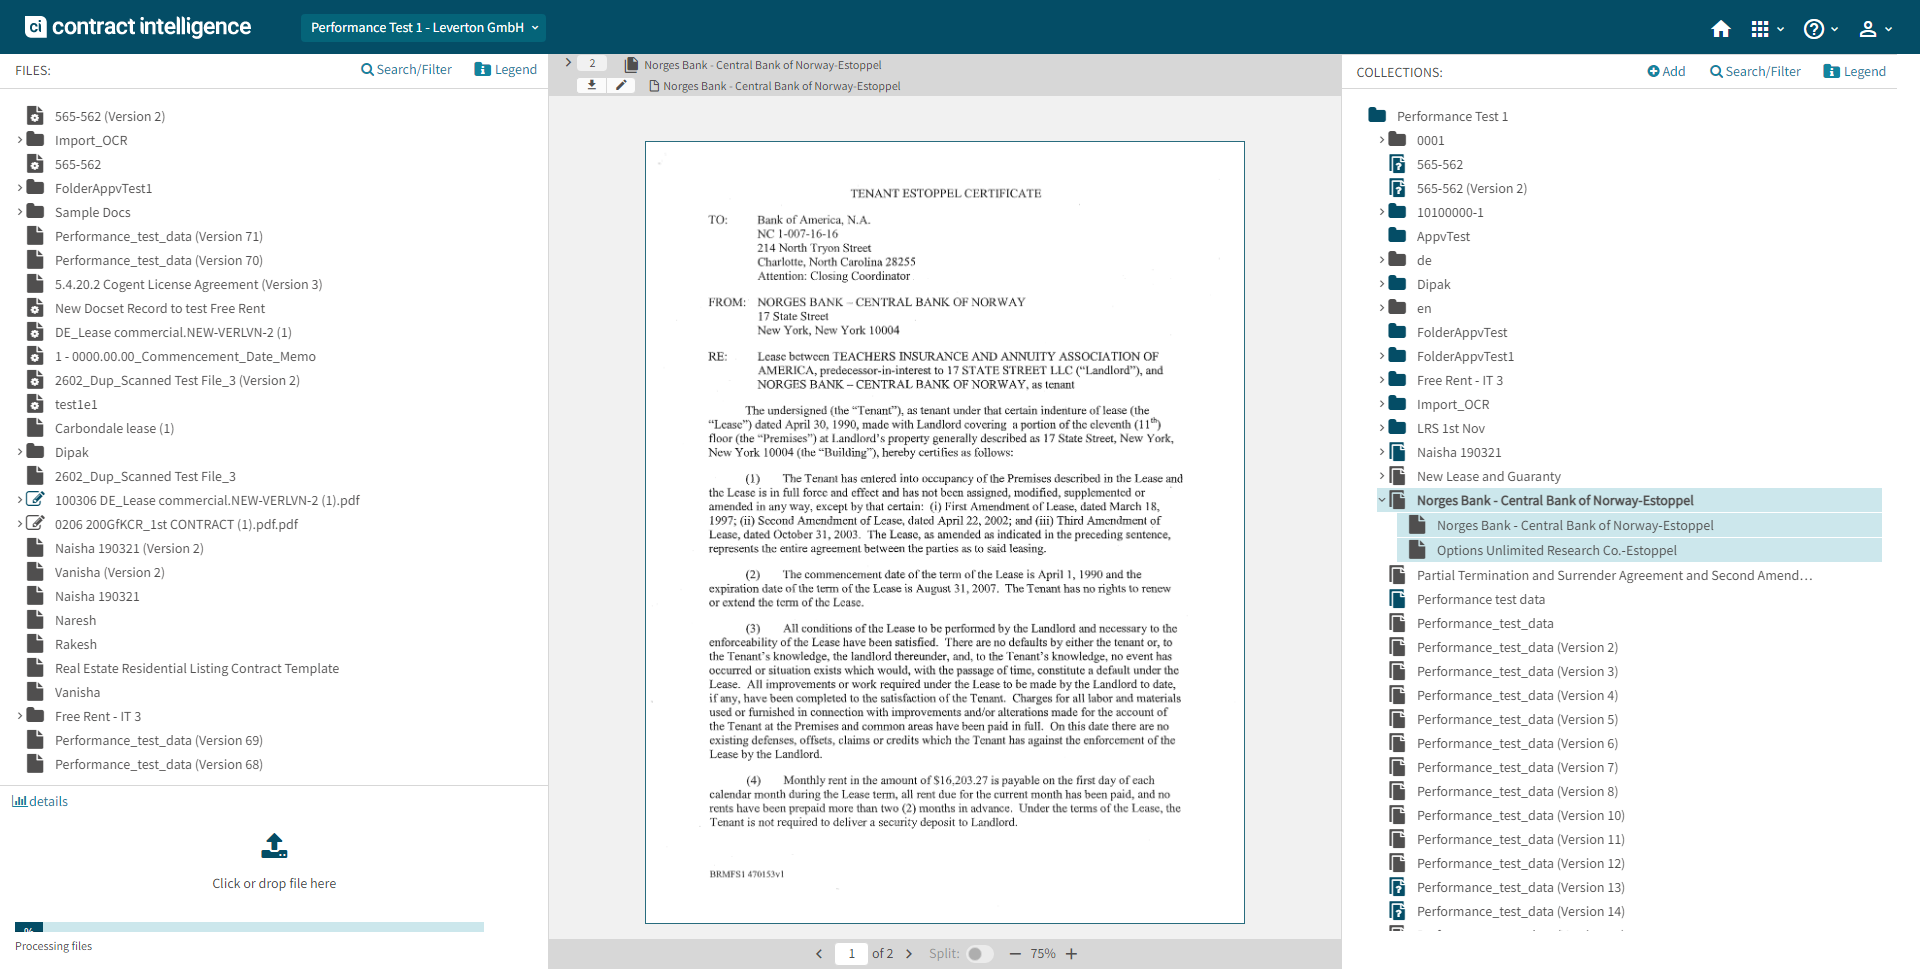 ci contract intelligence
Performance Test 1 - Leverton GmbH
FILES:
Search/Filter
Legend
565-562 (Version 2)
Import_OCR
565-562
FolderAppvTest1
Sample Docs
Performance_test_data (Version 71)
Performance_test_data (Version 70)
5.4.20.2 Cogent License Agreement (Version 3)
New Docset Record to test Free Rent
DE_Lease commercial.NEW-VERLVN-2 (1)
1 - 0000.00.00_Commencement_Date_Memo
2602_Dup_Scanned Test File_3 (Version 2)
test1e1
Carbondale lease (1)
Dipak
2602_Dup_Scanned Test File_3
100306 DE_Lease commercial.NEW-VERLVN-2 (1).pdf
0206 200GfKCR_1st CONTRACT (1).pdf.pdf
Naisha 190321 (Version 2)
Vanisha (Version 2)
Naisha 190321
Naresh
Rakesh
Real Estate Residential Listing Contract Template
Vanisha
Free Rent - IT 3
Performance_test_data (Version 69)
Performance_test_data (Version 68)
details
Click or drop file here
%
Processing files
2
Norges Bank - Central Bank of Norway-Estoppel
Norges Bank - Central Bank of Norway-Estoppel
TENANT ESTOPPEL CERTIFICATE
TO: Bank of America, N.A.
NC 1-007-16-16
214 North Tryon Street
Charlotte, North Carolina 28255
Attention: Closing Coordinator
FROM: NORGES BANK – CENTRAL BANK OF NORWAY
17 State Street
New York, New York 10004
RE: Lease between TEACHERS INSURANCE AND ANNUITY ASSOCIATION OF
AMERICA, predecessor-in-interest to 17 STATE STREET LLC (“Landlord”), and
NORGES BANK – CENTRAL BANK OF NORWAY, as tenant
The undersigned (the “Tenant”), as tenant under that certain indenture of lease (the
“Lease”) dated April 30, 1990, made with Landlord covering a portion of the eleventh (11th)
floor (the “Premises”) at Landlord’s property generally described as 17 State Street, New York,
New York 10004 (the “Building”), hereby certifies as follows:
(1) The Tenant has entered into occupancy of the Premises described in the Lease and
the Lease is in full force and effect and has not been assigned, modified, supplemented or
amended in any way, except by that certain: (i) First Amendment of Lease, dated March 18,
1997; (ii) Second Amendment of Lease, dated April 22, 2002; and (iii) Third Amendment of
Lease, dated October 31, 2003. The Lease, as amended as indicated in the preceding sentence,
represents the entire agreement between the parties as to said leasing.
(2) The commencement date of the term of the Lease is April 1, 1990 and the
expiration date of the term of the Lease is August 31, 2007. The Tenant has no rights to renew
or extend the term of the Lease.
(3) All conditions of the Lease to be performed by the Landlord and necessary to the
enforceability of the Lease have been satisfied. There are no defaults by either the tenant or, to
the Tenant’s knowledge, the landlord thereunder, and, to the Tenant’s knowledge, no event has
occurred or situation exists which would, with the passage of time, constitute a default under the
Lease. All improvements or work required under the Lease to be made by the Landlord to date,
if any, have been completed to the satisfaction of the Tenant. Charges for all labor and materials
used or furnished in connection with improvements and/or alterations made for the account of
the Tenant at the Premises and common areas have been paid in full. On this date there are no
existing defenses, offsets, claims or credits which the Tenant has against the enforcement of the
Lease by the Landlord.
(4) Monthly rent in the amount of $16,203.27 is payable on the first day of each
calendar month during the Lease term, all rent due for the current month has been paid, and no
rents have been prepaid more than two (2) months in advance. Under the terms of the Lease, the
Tenant is not required to deliver a security deposit to Landlord.
BRMFS1 470153v1
1 of 2
Split:
75%
COLLECTIONS:
Add
Search/Filter
Legend
Performance Test 1
0001
565-562
565-562 (Version 2)
10100000-1
AppvTest
de
Dipak
en
FolderAppvTest
FolderAppvTest1
Free Rent - IT 3
Import_OCR
LRS 1st Nov
Naisha 190321
New Lease and Guaranty
Norges Bank - Central Bank of Norway-Estoppel
Norges Bank - Central Bank of Norway-Estoppel
Options Unlimited Research Co.-Estoppel
Partial Termination and Surrender Agreement and Second Amend…
Performance test data
Performance_test_data
Performance_test_data (Version 2)
Performance_test_data (Version 3)
Performance_test_data (Version 4)
Performance_test_data (Version 5)
Performance_test_data (Version 6)
Performance_test_data (Version 7)
Performance_test_data (Version 8)
Performance_test_data (Version 10)
Performance_test_data (Version 11)
Performance_test_data (Version 12)
Performance_test_data (Version 13)
Performance_test_data (Version 14)